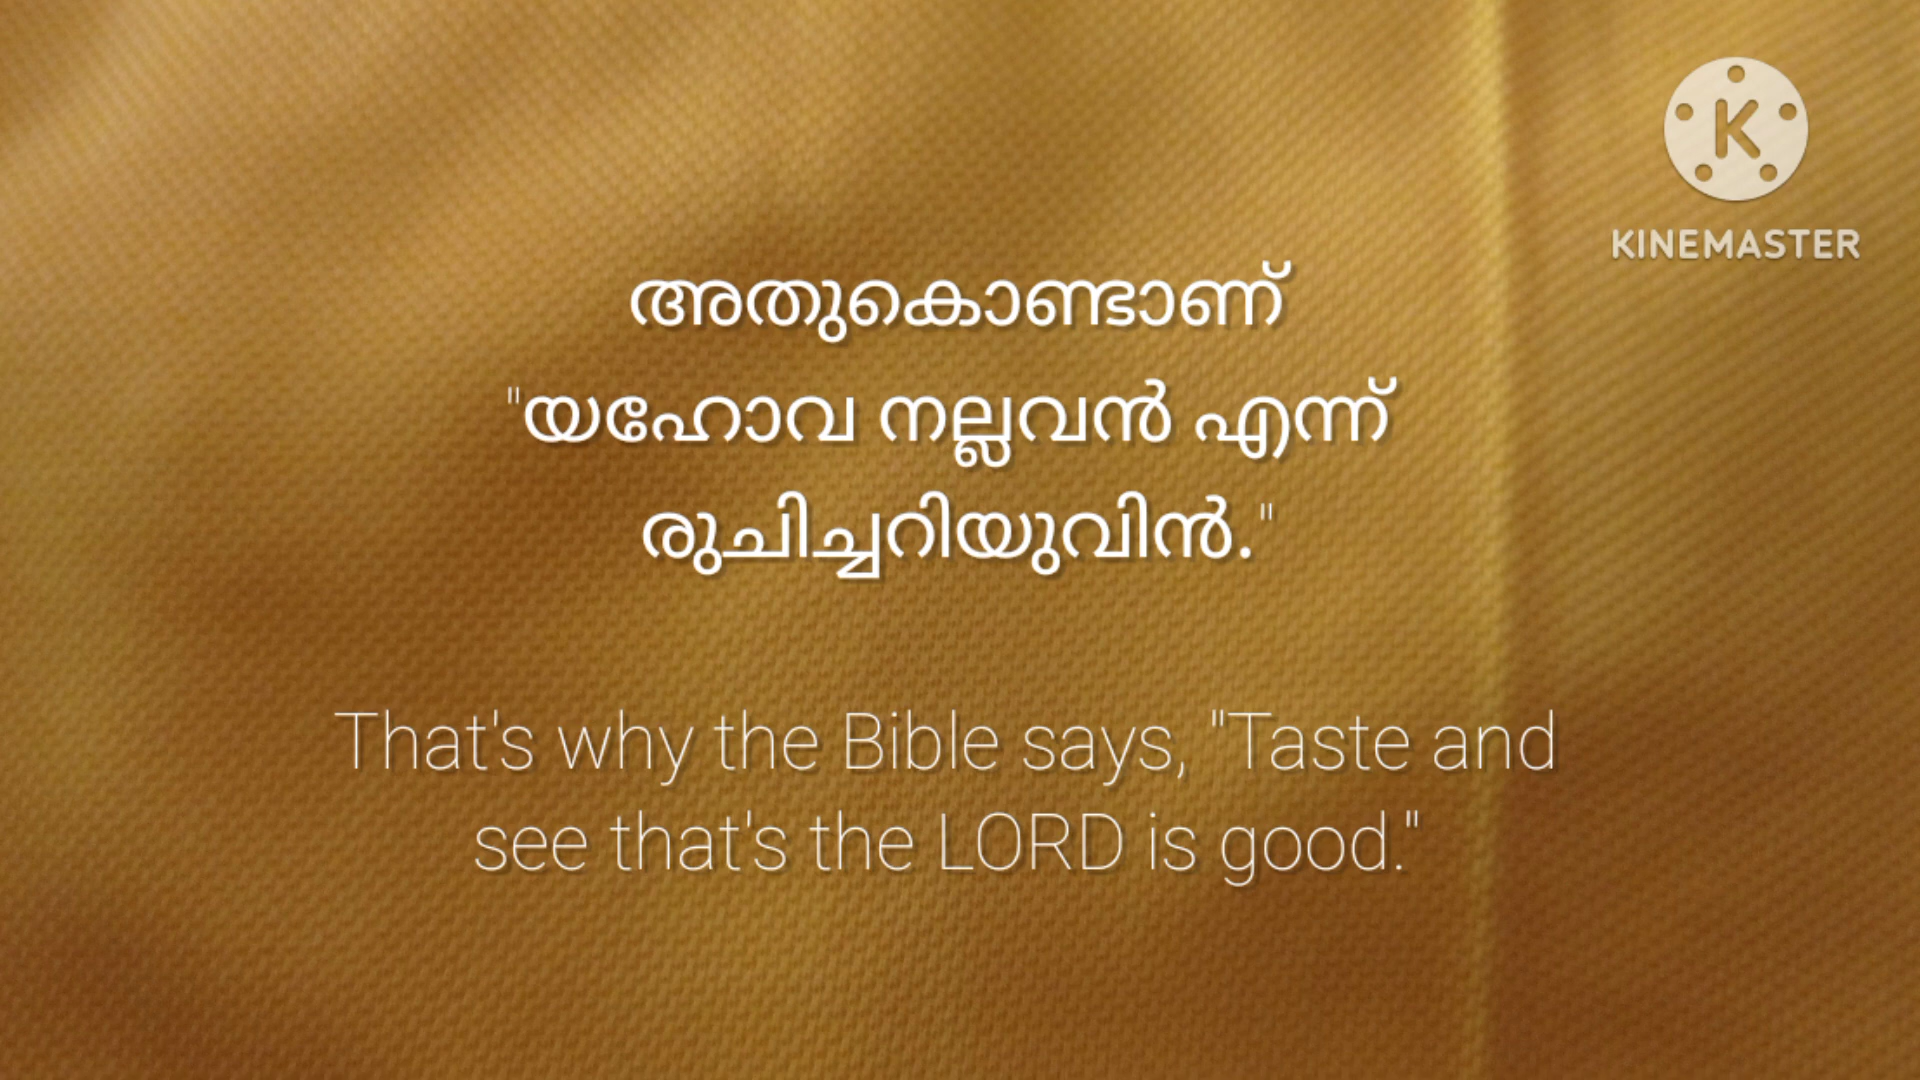 K
KINEMASTER
അതുകൊണ്ടാണ്
"യഹോവ നല്ലവൻ എന്ന്
രുചിച്ചറിയുവിൻ."
That's why the Bible says, "Taste and
see that's the LORD is good."